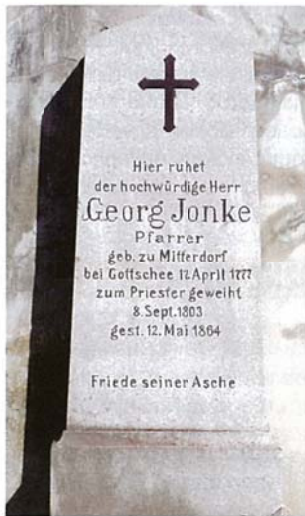 Hier ruhet
der hochwürdige Herr
Georg Jonke
Pfarrer
geb. zu Mitterdorf
bei Gottschee 12.April 1777
zum Priester geweiht
8.Sept.1803
gest. 12. Mai 1864
Friede seiner Asche